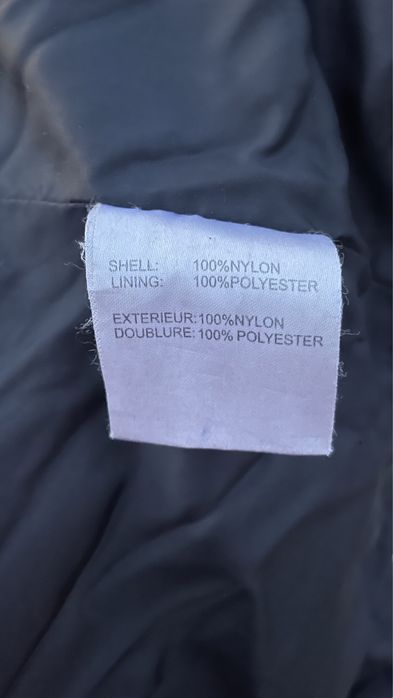 SHELL: 100%NYLON
LINING: 100%POLYESTER
EXTERIEUR:100%NYLON
DOUBLURE:100% POLYESTER